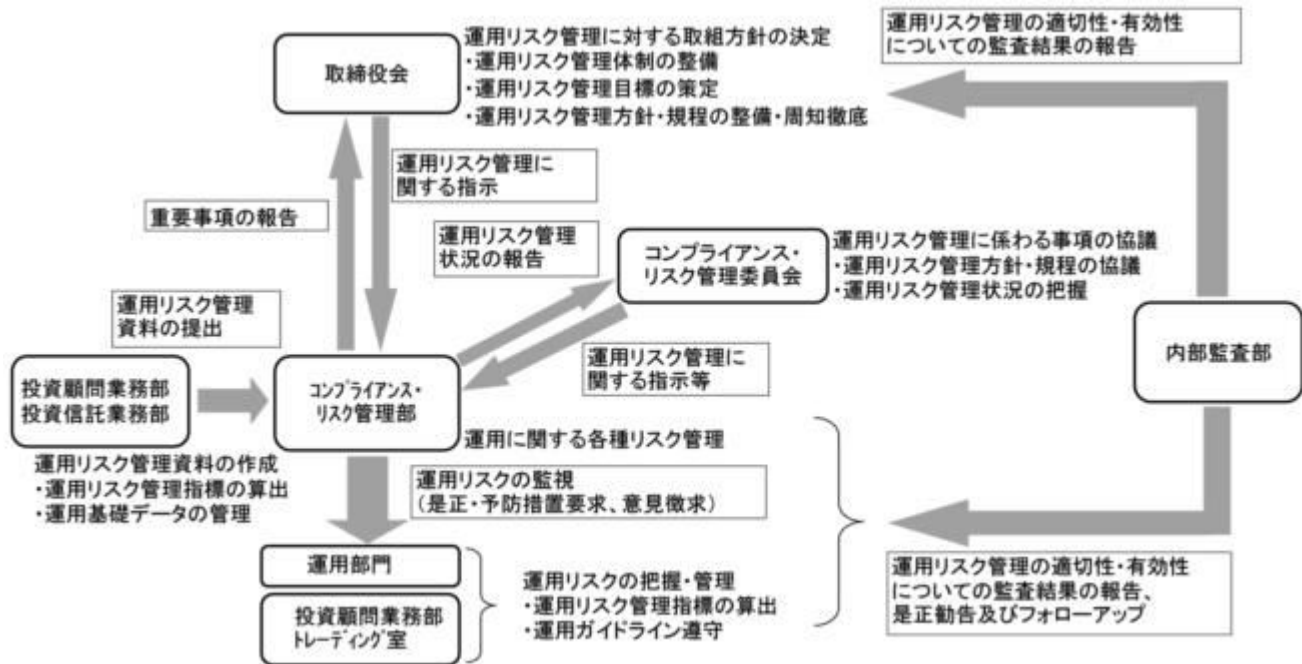 取締役会
運用リスク管理に対する取組方針の決定
・運用リスク管理体制の整備
・運用リスク管理目標の策定
・運用リスク管理方針・規程の整備・周知徹底
運用リスク管理の適切性・有効性
についての監査結果の報告
運用リスク管理に
関する指示
重要事項の報告
運用リスク管理
状況の報告
コンプライアンス・
リスク管理委員会
運用リスク管理に係わる事項の協議
・運用リスク管理方針・規程の協議
・運用リスク管理状況の把握
運用リスク管理
資料の提出
内部監査部
運用リスク管理に
関する指示等
投資顧問業務部
投資信託業務部
コンプライアンス・
リスク管理部
運用に関する各種リスク管理
運用リスク管理資料の作成
・運用リスク管理指標の算出
・運用基礎データの管理
運用リスクの監視
(是正・予防措置要求、意見徴求)
運用部門
投資顧問業務部
トレーディング室
運用リスクの把握・管理
・運用リスク管理指標の算出
・運用ガイドライン遵守
運用リスク管理の適切性・有効性
についての監査結果の報告、
是正勧告及びフォローアップ